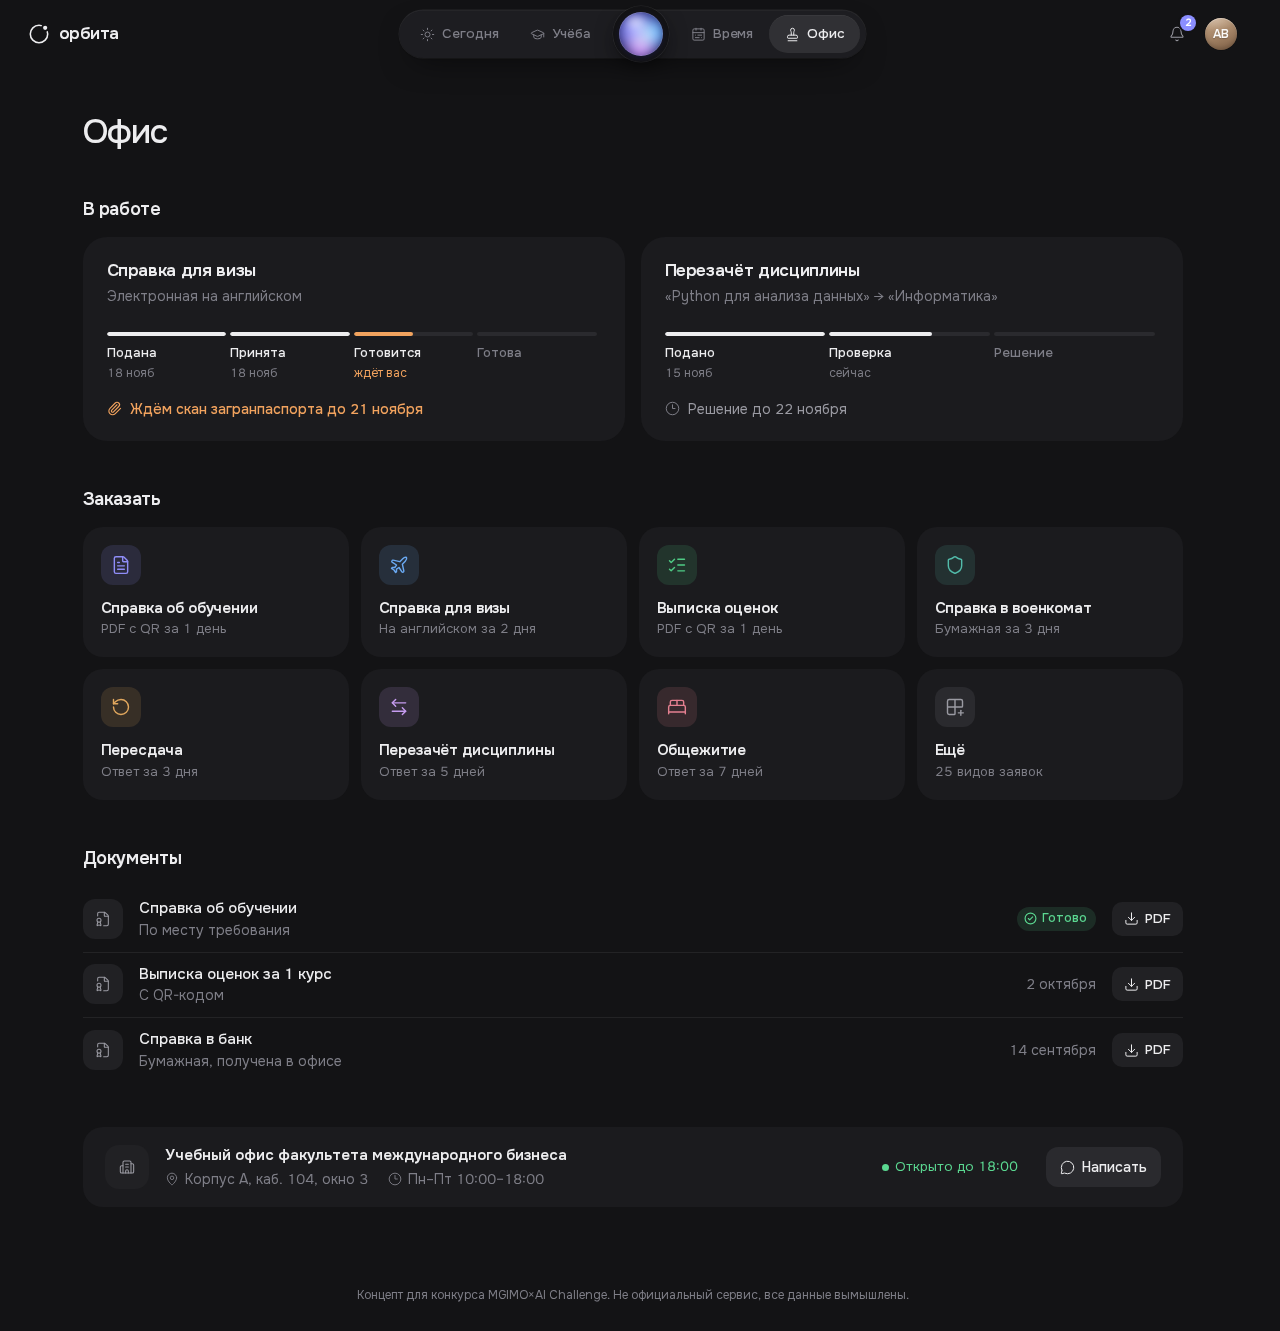 орбита
Сегодня
Учёба
Время
Офис
2
АВ
Офис
В работе
Справка для визы
Электронная на английском
Подана
Принята
Готовится
Готова
18 нояб
18 нояб
ждёт вас
Ждём скан загранпаспорта до 21 ноября
Перезачёт дисциплины
«Python для анализа данных» → «Информатика»
Подано
Проверка
Решение
15 нояб
сейчас
Решение до 22 ноября
Заказать
Справка об обучении
PDF с QR за 1 день
Справка для визы
На английском за 2 дня
Выписка оценок
PDF с QR за 1 день
Справка в военкомат
Бумажная за 3 дня
Пересдача
Ответ за 3 дня
Перезачёт дисциплины
Ответ за 5 дней
Общежитие
Ответ за 7 дней
Ещё
25 видов заявок
Документы
Справка об обучении
По месту требования
Готово
PDF
Выписка оценок за 1 курс
С QR-кодом
2 октября
PDF
Справка в банк
Бумажная, получена в офисе
14 сентября
PDF
Учебный офис факультета международного бизнеса
Корпус А, каб. 104, окно 3
Пн–Пт 10:00–18:00
Открыто до 18:00
Написать
Концепт для конкурса MGIMO×AI Challenge. Не официальный сервис, все данные вымышлены.